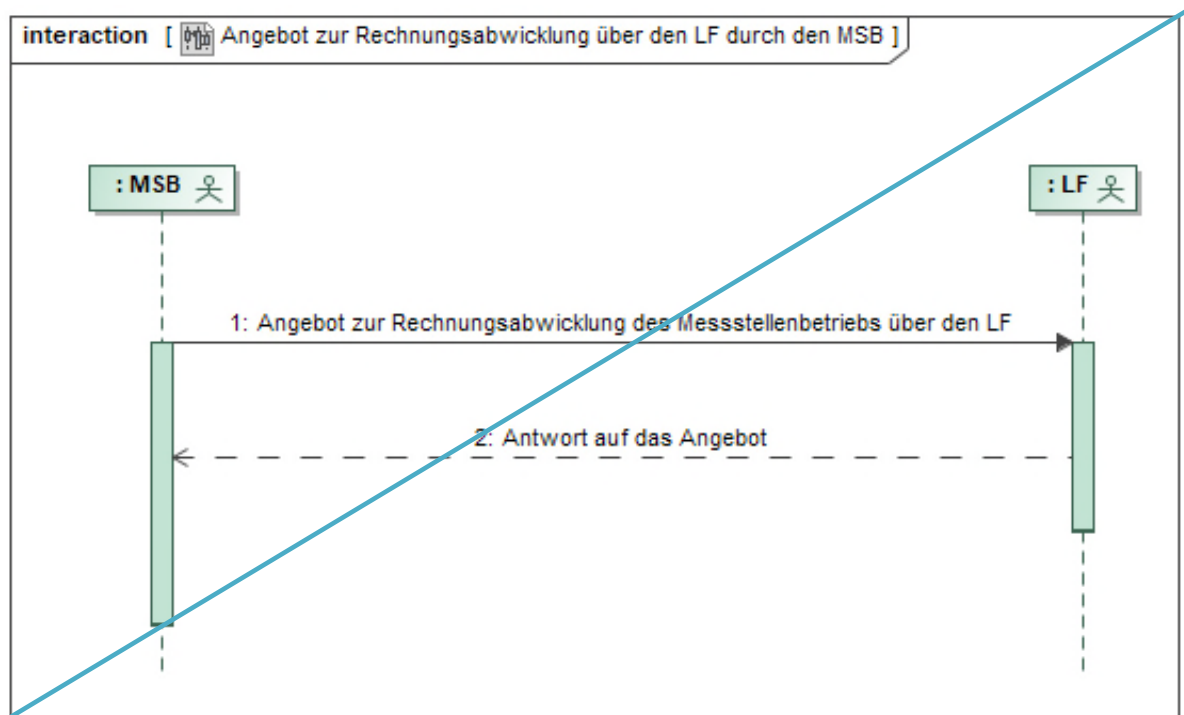 interaction [ Angebot zur Rechnungsabwicklung über den LF durch den MSB ]
: MSB
: LF
1: Angebot zur Rechnungsabwicklung des Messstellenbetriebs über den LF
2: Antwort auf das Angebot